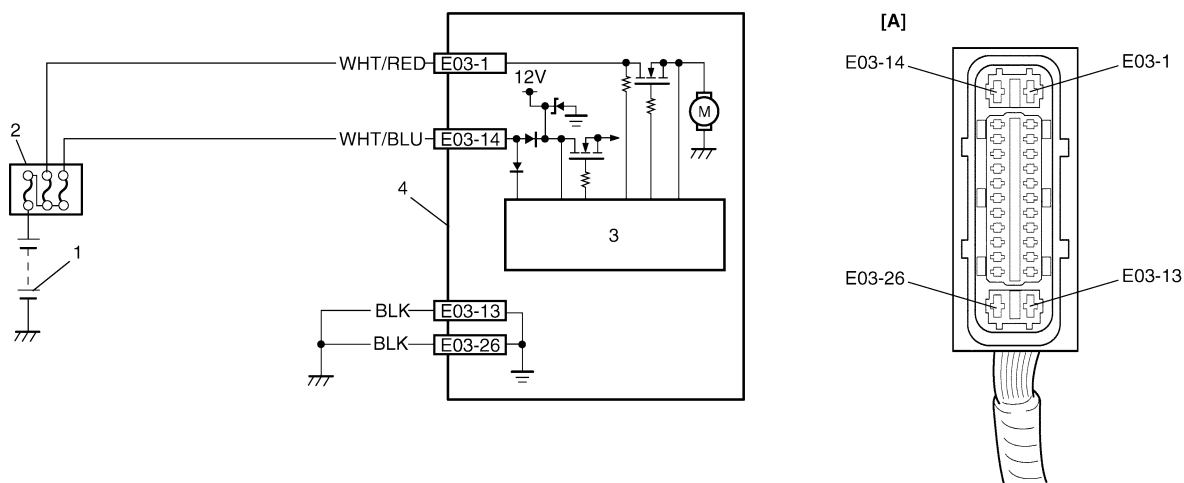 [A]
WHT/RED E03-1
12V
E03-14
E03-1
M
2
WHT/BLU E03-14
4
3
1
E03-26
E03-13
BLK E03-13
BLK E03-26